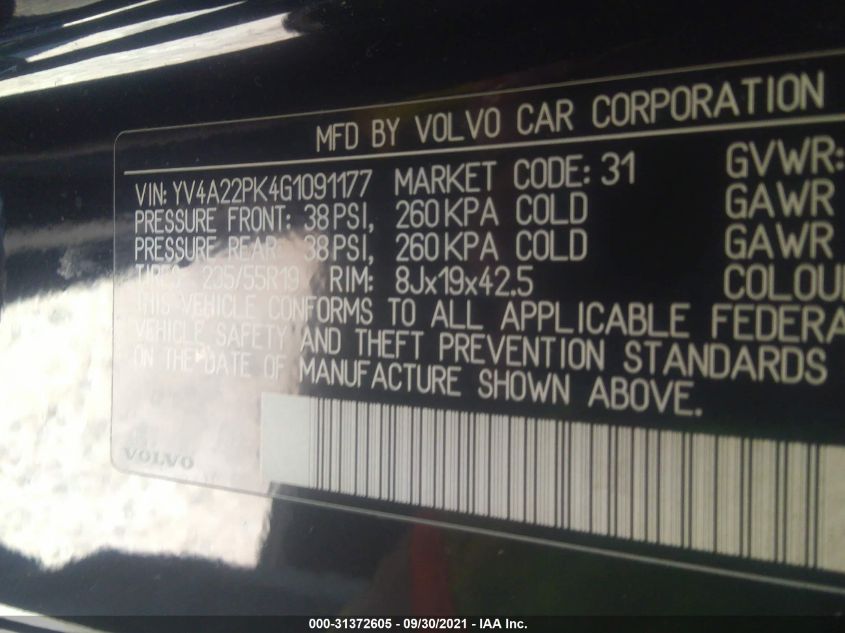 MFD BY VOLVO CAR CORPORATION
VIN: YV4A22PK4G1091177 MARKET CODE: 31 GVWR:
PRESSURE FRONT: 38 PSI, 260 KPA COLD GAWR
PRESSURE REAR: 38 PSI, 260 KPA COLD GAWR
TIRES: 235/55R19 RIM: 8Jx19x42.5 COLOU
THIS VEHICLE CONFORMS TO ALL APPLICABLE FEDERA
VEHICLE SAFETY AND THEFT PREVENTION STANDARDS
ON THE DATE OF MANUFACTURE SHOWN ABOVE.
VOLVO
000-31372605 - 09/30/2021 - IAA Inc.